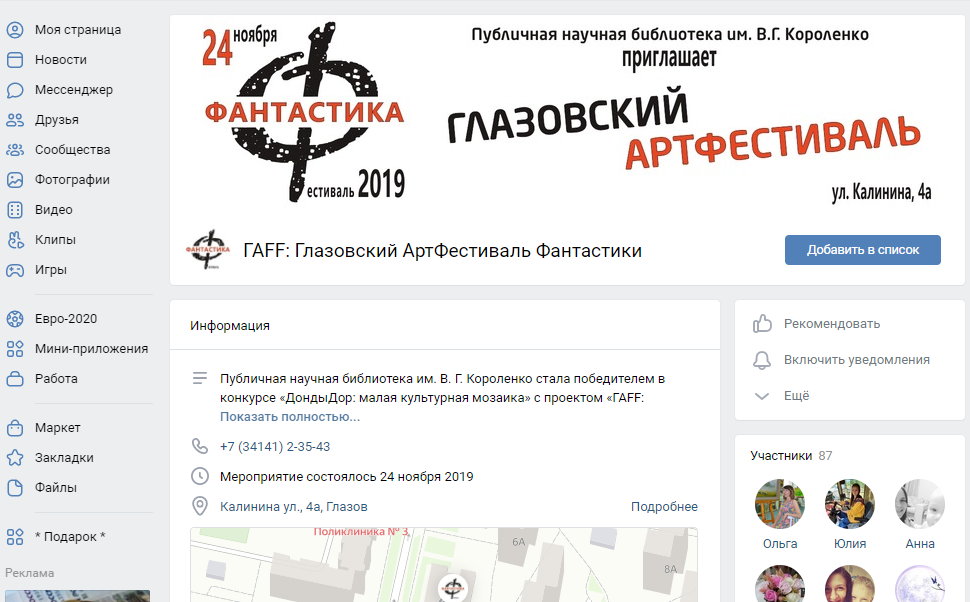 Моя страница
Новости
Мессенджер
Друзья
Сообщества
Фотографии
Видео
Клипы
Игры
Евро-2020
Мини-приложения
Работа
Маркет
Закладки
Файлы
* Подарок *
Реклама
24 ноября
ФАНТАСТИКА
естиваль 2019
Публичная научная библиотека им. В.Г. Короленко
приглашает
ГЛАЗОВСКИЙ
АРТФЕСТИВАЛЬ
ул. Калинина, 4а
ФАНТАСТИКА
ГАFF: Глазовский АртФестиваль Фантастики
Добавить в список
Информация
Публичная научная библиотека им. В. Г. Короленко стала победителем в
конкурсе «ДондыДор: малая культурная мозаика» с проектом «ГАFF:
Показать полностью...
+7 (34141) 2-35-43
Мероприятие состоялось 24 ноября 2019
Калинина ул., 4а, Глазов
Подробнее
Поликлиника № 3
6А
8А
Рекомендовать
Включить уведомления
Ещё
Участники 87
Ольга
Юлия
Анна